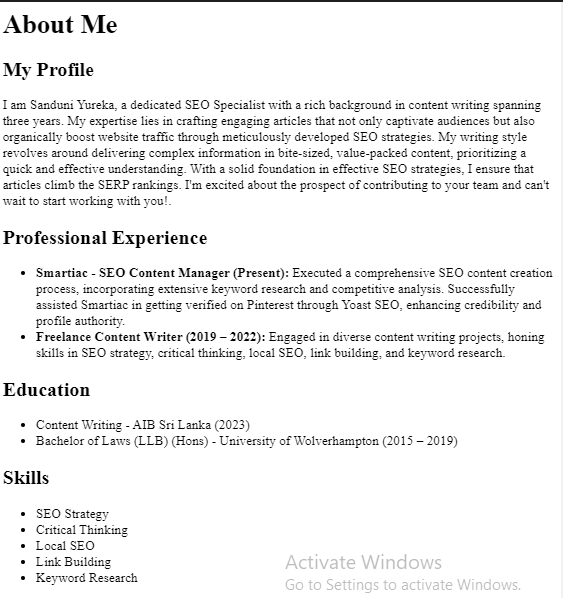 About Me
My Profile
I am Sanduni Yureka, a dedicated SEO Specialist with a rich background in content writing spanning
three years. My expertise lies in crafting engaging articles that not only captivate audiences but also
organically boost website traffic through meticulously developed SEO strategies. My writing style
revolves around delivering complex information in bite-sized, value-packed content, prioritizing a
quick and effective understanding. With a solid foundation in effective SEO strategies, I ensure that
articles climb the SERP rankings. I'm excited about the prospect of contributing to your team and can't
wait to start working with you!.
Professional Experience
• Smartiac - SEO Content Manager (Present): Executed a comprehensive SEO content creation
process, incorporating extensive keyword research and competitive analysis. Successfully
assisted Smartiac in getting verified on Pinterest through Yoast SEO, enhancing credibility and
profile authority.
• Freelance Content Writer (2019 – 2022): Engaged in diverse content writing projects, honing
skills in SEO strategy, critical thinking, local SEO, link building, and keyword research.
Education
• Content Writing - AIB Sri Lanka (2023)
• Bachelor of Laws (LLB) (Hons) - University of Wolverhampton (2015 – 2019)
Skills
• SEO Strategy
• Critical Thinking
• Local SEO
• Link Building
• Keyword Research
Activate Windows
Go to Settings to activate Windows.